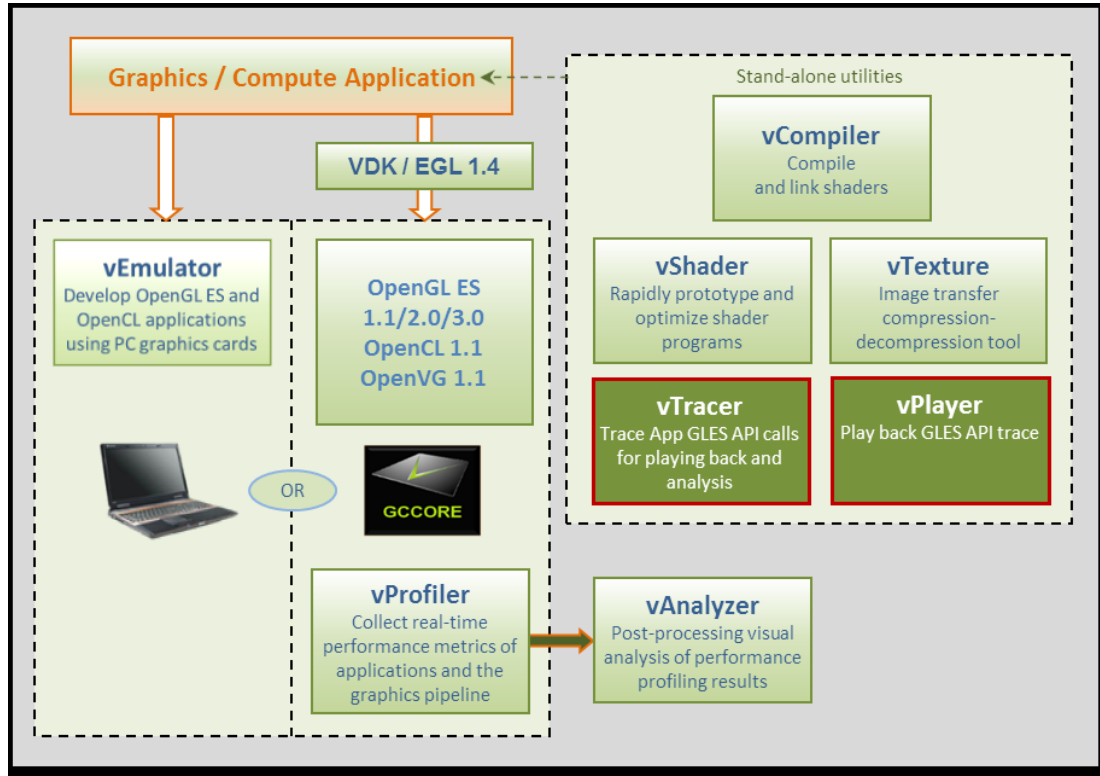 Graphics / Compute Application
VDK / EGL 1.4
vEmulator
Develop OpenGL ES and
OpenCL applications
using PC graphics cards
OpenGL ES
1.1/2.0/3.0
OpenCL 1.1
OpenVG 1.1
OR
GCCORE
vProfiler
Collect real-time
performance metrics of
applications and the
graphics pipeline
vAnalyzer
Post-processing visual
analysis of performance
profiling results
Stand-alone utilities
vCompiler
Compile
and link shaders
vShader
Rapidly prototype and
optimize shader
programs
vTexture
Image transfer
compression-
decompression tool
vTracer
Trace App GLES API calls
for playing back and
analysis
vPlayer
Play back GLES API trace